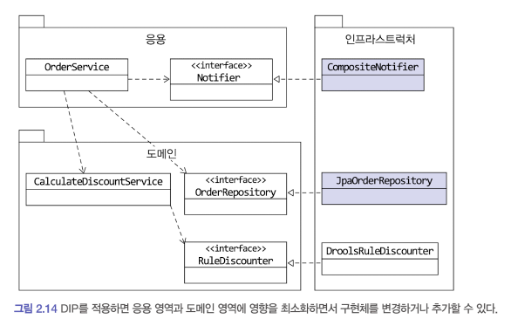 응용
인프라스트럭처
OrderService
<<interface>>
Notifier
CompositeNotifier
도메인
CalculateDiscountService
<<interface>>
OrderRepository
JpaOrderRepository
<<interface>>
RuleDiscounter
DroolsRuleDiscounter
그림 2.14 DIP를 적용하면 응용 영역과 도메인 영역에 영향을 최소화하면서 구현체를 변경하거나 추가할 수 있다.